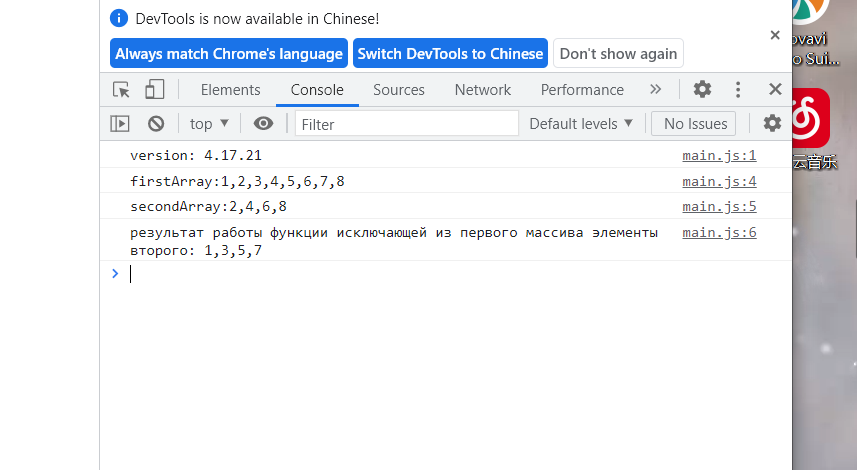 DevTools is now available in Chinese!
Always match Chrome's language Switch DevTools to Chinese Don't show again
Elements Console Sources Network Performance
top Filter Default levels No Issues
version: 4.17.21 main.js:1
firstArray:1,2,3,4,5,6,7,8 main.js:4
secondArray:2,4,6,8 main.js:5
результат работы функции исключающей из первого массива элементы main.js:6
второго: 1,3,5,7
ovavi
o Sui...
云音乐